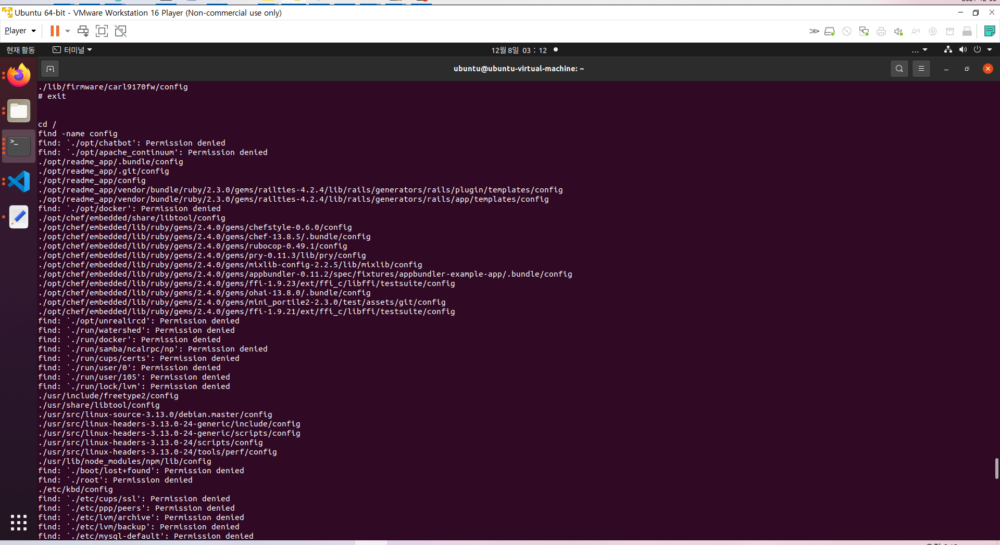 Ubuntu 64-bit - VMware Workstation 16 Player (Non-commercial use only)
Player
현재 활동
터미널
12월 8일 03 : 12
...
ubuntu@ubuntu-virtual-machine: ~
./lib/firmware/carl9170fw/config
# exit
cd /
find -name config
find: `./opt/chatbot': Permission denied
find: `./opt/apache_continuum': Permission denied
./opt/readme_app/.bundle/config
./opt/readme_app/.git/config
./opt/readme_app/config
./opt/readme_app/vendor/bundle/ruby/2.3.0/gems/railties-4.2.4/lib/rails/generators/rails/plugin/templates/config
./opt/readme_app/vendor/bundle/ruby/2.3.0/gems/railties-4.2.4/lib/rails/generators/rails/app/templates/config
find: `./opt/docker': Permission denied
./opt/chef/embedded/share/libtool/config
./opt/chef/embedded/lib/ruby/gems/2.4.0/gems/chefstyle-0.6.0/config
./opt/chef/embedded/lib/ruby/gems/2.4.0/gems/chef-13.8.5/.bundle/config
./opt/chef/embedded/lib/ruby/gems/2.4.0/gems/rubocop-0.49.1/config
./opt/chef/embedded/lib/ruby/gems/2.4.0/gems/pry-0.11.3/lib/pry/config
./opt/chef/embedded/lib/ruby/gems/2.4.0/gems/mixlib-config-2.2.5/lib/mixlib/config
./opt/chef/embedded/lib/ruby/gems/2.4.0/gems/appbundler-0.11.2/spec/fixtures/appbundler-example-app/.bundle/config
./opt/chef/embedded/lib/ruby/gems/2.4.0/gems/ffi-1.9.23/ext/ffi_c/libffi/testsuite/config
./opt/chef/embedded/lib/ruby/gems/2.4.0/gems/ohai-13.8.0/.bundle/config
./opt/chef/embedded/lib/ruby/gems/2.4.0/gems/mini_portile2-2.3.0/test/assets/git/config
./opt/chef/embedded/lib/ruby/gems/2.4.0/gems/ffi-1.9.21/ext/ffi_c/libffi/testsuite/config
find: `./opt/unrealircd': Permission denied
find: `./run/watershed': Permission denied
find: `./run/docker': Permission denied
find: `./run/samba/ncalrpc/np': Permission denied
find: `./run/cups/certs': Permission denied
find: `./run/user/0': Permission denied
find: `./run/user/105': Permission denied
find: `./run/lock/lvm': Permission denied
./usr/include/freetype2/config
./usr/share/libtool/config
./usr/src/linux-source-3.13.0/debian.master/config
./usr/src/linux-headers-3.13.0-24-generic/include/config
./usr/src/linux-headers-3.13.0-24-generic/scripts/config
./usr/src/linux-headers-3.13.0-24/scripts/config
./usr/src/linux-headers-3.13.0-24/tools/perf/config
./usr/lib/node_modules/npm/lib/config
find: `./boot/lost+found': Permission denied
find: `./root': Permission denied
./etc/kbd/config
find: `./etc/cups/ssl': Permission denied
find: `./etc/ppp/peers': Permission denied
find: `./etc/lvm/archive': Permission denied
find: `./etc/lvm/backup': Permission denied
find: `./etc/mysql-default': Permission denied